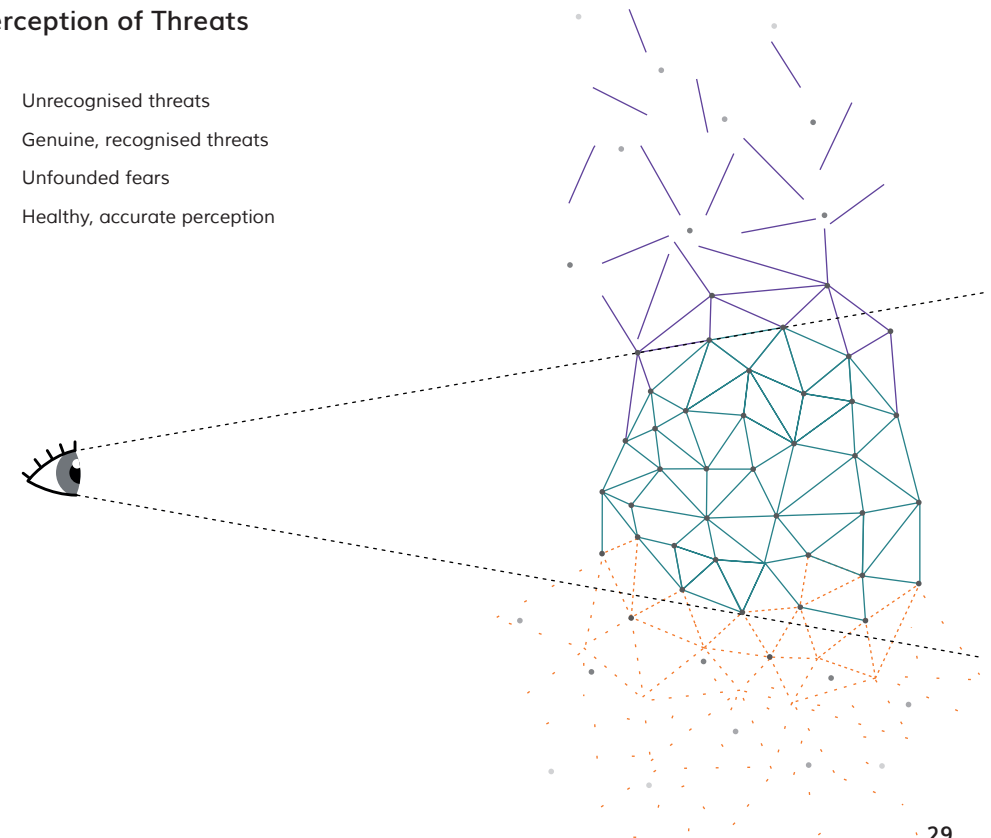 erception of Threats
Unrecognised threats
Genuine, recognised threats
Unfounded fears
Healthy, accurate perception
29